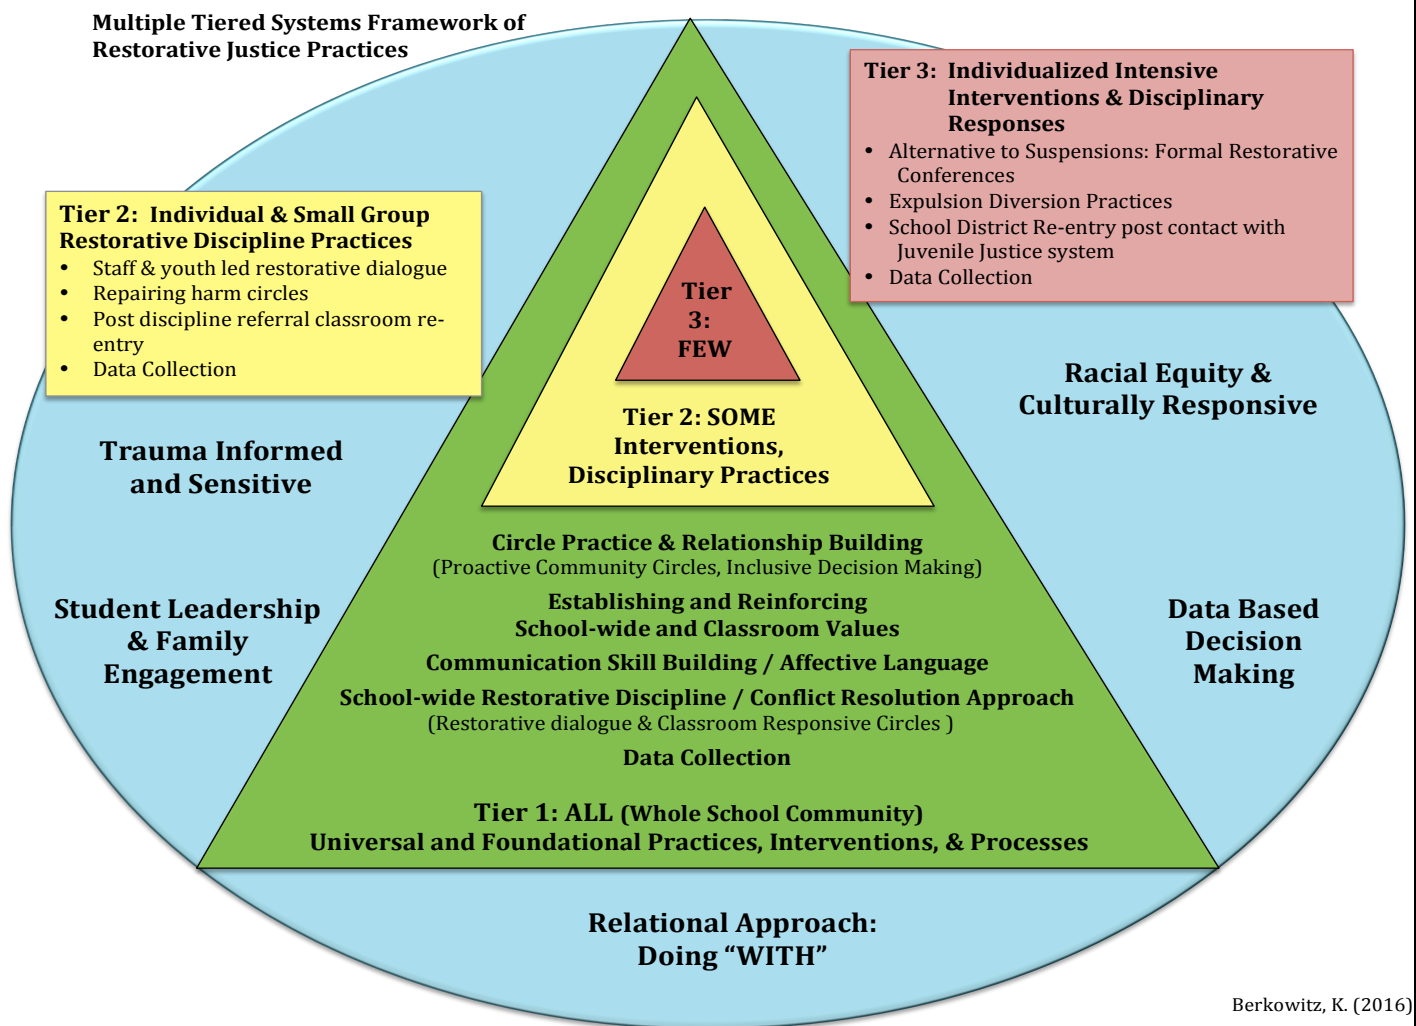 Multiple Tiered Systems Framework of
Restorative Justice Practices
Tier 3: Individualized Intensive
Interventions & Disciplinary
Responses
• Alternative to Suspensions: Formal Restorative
Conferences
• Expulsion Diversion Practices
• School District Re-entry post contact with
Juvenile Justice system
• Data Collection
Tier 2: Individual & Small Group
Restorative Discipline Practices
• Staff & youth led restorative dialogue
• Repairing harm circles
• Post discipline referral classroom re-
entry
• Data Collection
Tier
3:
FEW
Tier 2: SOME
Interventions,
Disciplinary Practices
Racial Equity &
Culturally Responsive
Trauma Informed
and Sensitive
Circle Practice & Relationship Building
(Proactive Community Circles, Inclusive Decision Making)
Establishing and Reinforcing
School-wide and Classroom Values
Communication Skill Building / Affective Language
School-wide Restorative Discipline / Conflict Resolution Approach
(Restorative dialogue & Classroom Responsive Circles )
Data Collection
Student Leadership
& Family
Engagement
Data Based
Decision
Making
Tier 1: ALL (Whole School Community)
Universal and Foundational Practices, Interventions, & Processes
Relational Approach:
Doing “WITH”
Berkowitz, K. (2016)